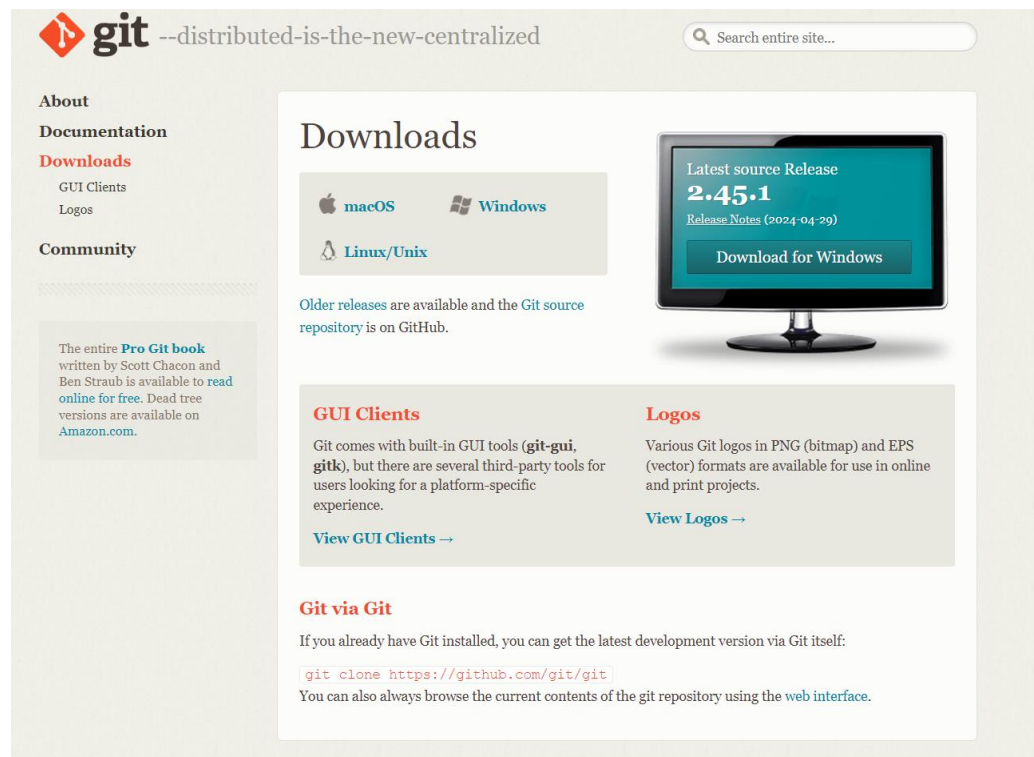 git --distributed-is-the-new-centralized
Search entire site...
About
Documentation
Downloads
GUI Clients
Logos
Community
The entire Pro Git book
written by Scott Chacon and
Ben Straub is available to read
online for free. Dead tree
versions are available on
Amazon.com.
Downloads
macOS
Windows
Linux/Unix
Older releases are available and the Git source
repository is on GitHub.
Latest source Release
2.45.1
Release Notes (2024-04-29)
Download for Windows
GUI Clients
Git comes with built-in GUI tools (git-gui,
gitk), but there are several third-party tools for
users looking for a platform-specific
experience.
View GUI Clients →
Logos
Various Git logos in PNG (bitmap) and EPS
(vector) formats are available for use in online
and print projects.
View Logos →
Git via Git
If you already have Git installed, you can get the latest development version via Git itself:
git clone https://github.com/git/git
You can also always browse the current contents of the git repository using the web interface.